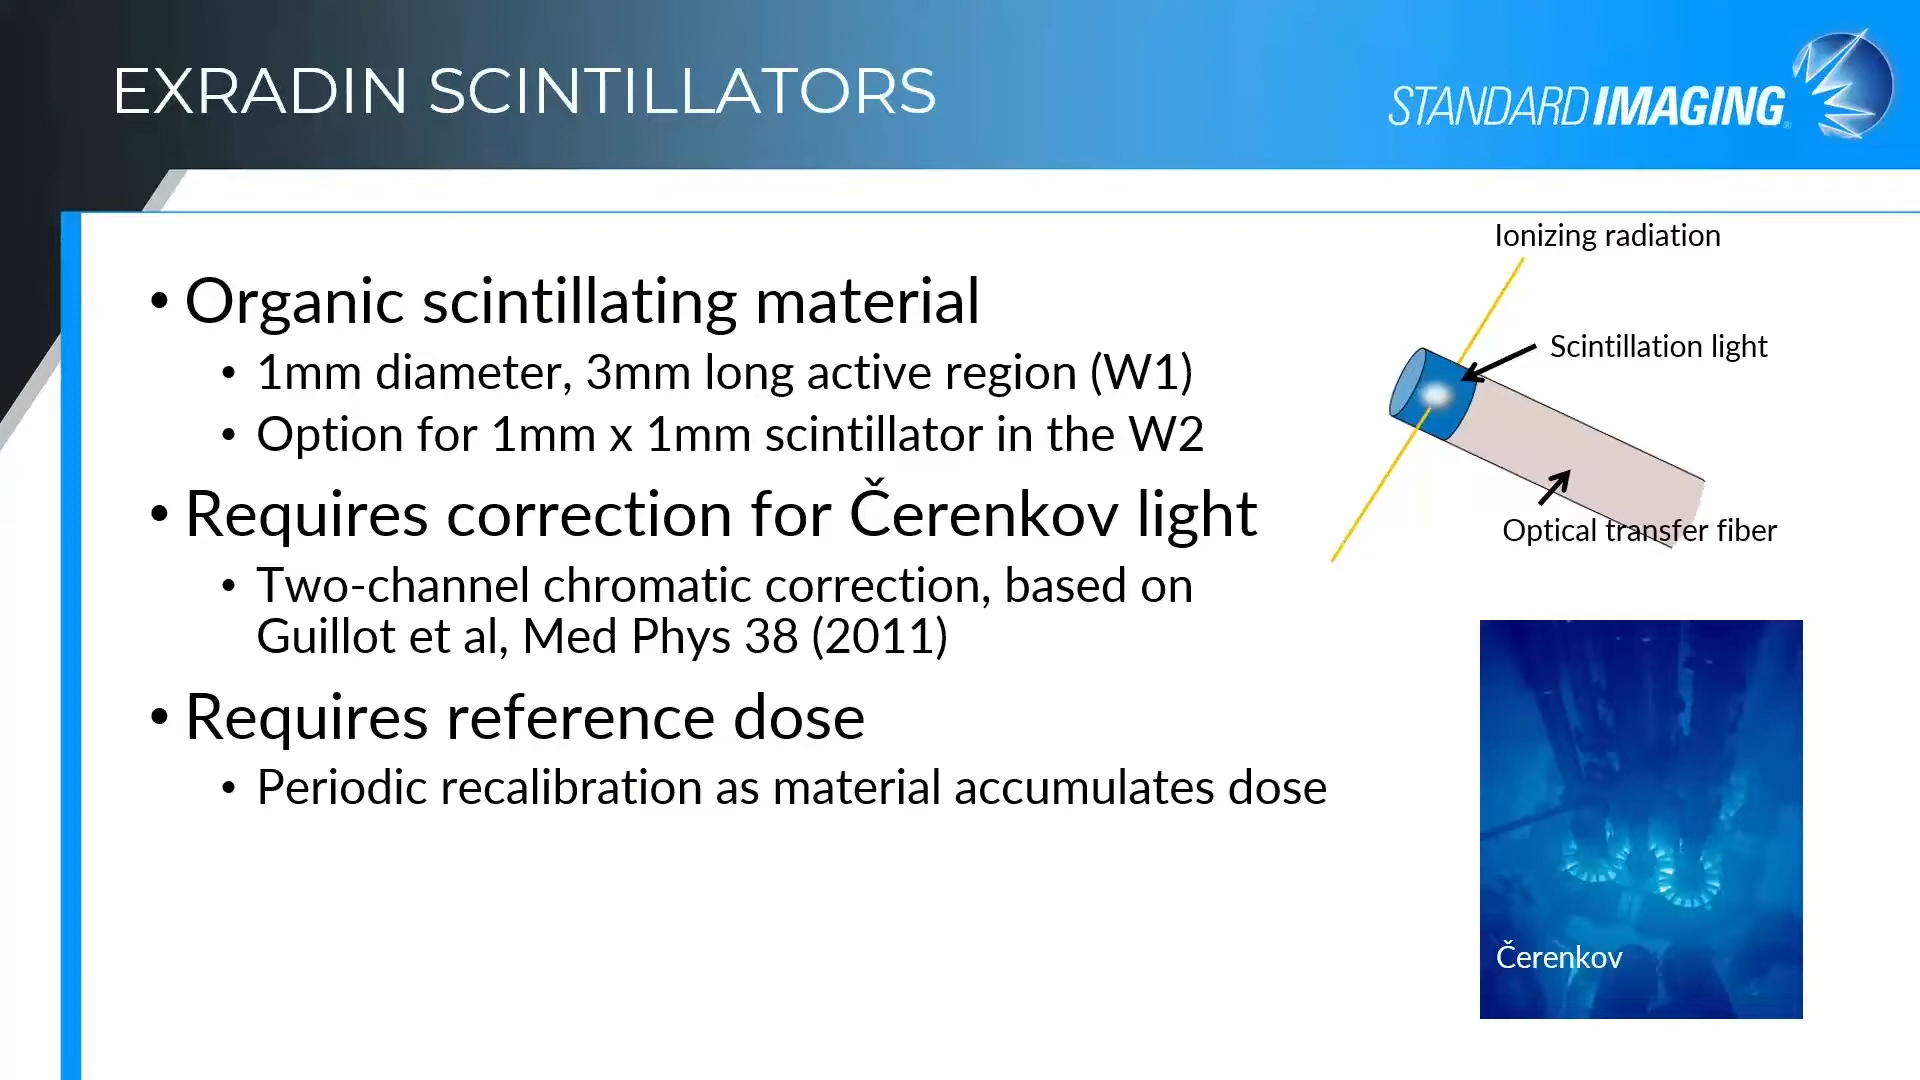 EXRADIN SCINTILLATORS
STANDARD IMAGING®
• Organic scintillating material
• 1mm diameter, 3mm long active region (W1)
• Option for 1mm x 1mm scintillator in the W2
• Requires correction for Čerenkov light
• Two-channel chromatic correction, based on
Guillot et al, Med Phys 38 (2011)
• Requires reference dose
• Periodic recalibration as material accumulates dose
Ionizing radiation
Scintillation light
Optical transfer fiber
Čerenkov